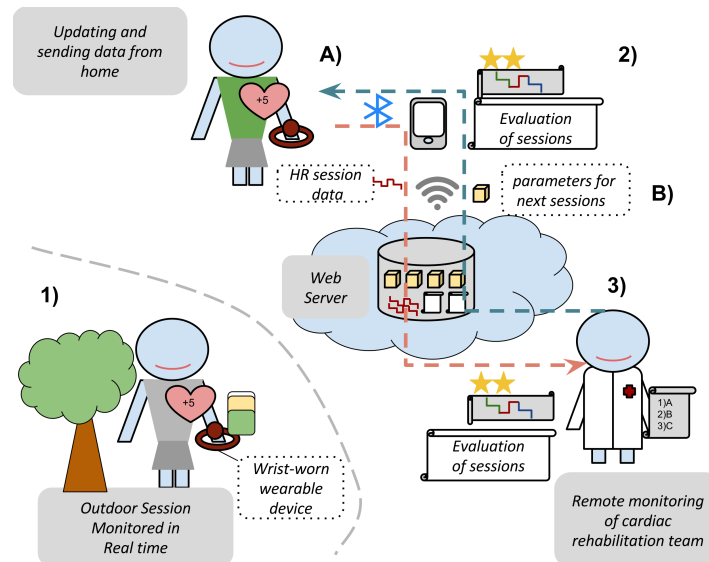 Updating and
sending data from
home
A)
+5
2)
Evaluation
of sessions
HR session
data
parameters for
next sessions
B)
Web
Server
1)
3)
+5
1)A
2)B
3)C
Evaluation
of sessions
Wrist-worn
wearable
device
Outdoor Session
Monitored in
Real time
Remote monitoring
of cardiac
rehabilitation team